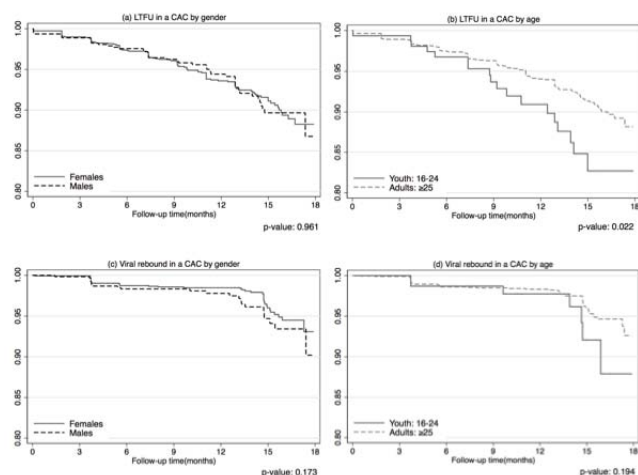 (a) LTFU in a CAC by gender
1.00
0.95
0.90
0.85
0.80
Females
Males
0 3 6 9 12 15 18
Follow-up time(months)
p-value: 0.961
(b) LTFU in a CAC by age
1.00
0.95
0.90
0.85
0.80
Youth: 16-24
Adults: ≥25
0 3 6 9 12 15 18
Follow-up time(months)
p-value: 0.022
(c) Viral rebound in a CAC by gender
1.00
0.95
0.90
0.85
0.80
Females
Males
0 3 6 9 12 15 18
Follow-up time(months)
p-value: 0.173
(d) Viral rebound in a CAC by age
1.00
0.95
0.90
0.85
0.80
Youth: 16-24
Adults: ≥25
0 3 6 9 12 15 18
Follow-up time(months)
p-value: 0.194